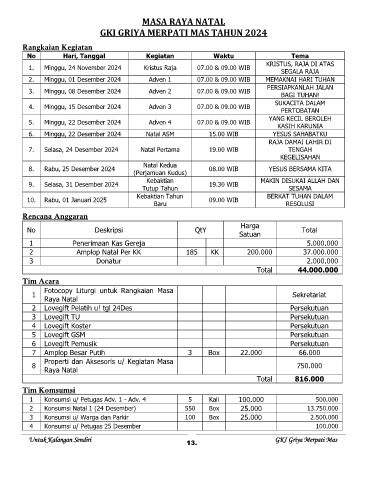 MASA RAYA NATAL
GKI GRIYA MERPATI MAS TAHUN 2024
Rangkaian Kegiatan
No Hari, Tanggal Kegiatan Waktu Tema
1. Minggu, 24 November 2024 Kristus Raja 07.00 & 09.00 WIB KRISTUS, RAJA DI ATAS SEGALA RAJA
2. Minggu, 01 Desember 2024 Adven 1 07.00 & 09.00 WIB MEMAKNAI HARI TUHAN
3. Minggu, 08 Desember 2024 Adven 2 07.00 & 09.00 WIB PERSIAPKANLAH JALAN BAGI TUHAN!
4. Minggu, 15 Desember 2024 Adven 3 07.00 & 09.00 WIB SUKACITA DALAM PERTOBATAN
5. Minggu, 22 Desember 2024 Adven 4 07.00 & 09.00 WIB YANG KECIL BEROLEH KASIH KARUNIA
6. Minggu, 22 Desember 2024 Natal ASM 15.00 WIB YESUS SAHABATKU
7. Selasa, 24 Desember 2024 Natal Pertama 19.00 WIB RAJA DAMAI LAHIR DI TENGAH KEGELISAHAN
8. Rabu, 25 Desember 2024 Natal Kedua (Perjamuan Kudus) 08.00 WIB YESUS BERSAMA KITA
9. Selasa, 31 Desember 2024 Kebaktian Tutup Tahun 19.30 WIB MAKIN DISUKAI ALLAH DAN SESAMA
10. Rabu, 01 Januari 2025 Kebaktian Tahun Baru 09.00 WIB BERKAT TUHAN DALAM RESOLUSI
Rencana Anggaran
No Deskripsi QtY Harga Satuan Total
1 Penerimaan Kas Gereja 5.000.000
2 Amplop Natal Per KK 185 KK 200.000 37.000.000
3 Donatur 2.000.000
Total 44.000.000
Tim Acara
1 Fotocopy Liturgi untuk Rangkaian Masa Raya Natal Sekretariat
2 Lovegift Pelatih u/ tgl 24Des Persekutuan
3 Lovegift TU Persekutuan
4 Lovegift Koster Persekutuan
5 Lovegift GSM Persekutuan
6 Lovegift Pemusik Persekutuan
7 Amplop Besar Putih 3 Box 22.000 66.000
8 Properti dan Aksesoris u/ Kegiatan Masa Raya Natal 750.000
Total 816.000
Tim Komsumsi
1 Konsumsi u/ Petugas Adv. 1 - Adv. 4 5 Kali 100.000 500.000
2 Konsumsi Natal 1 (24 Desember) 550 Box 25.000 13.750.000
3 Konsumsi u/ Warga dan Parkir 100 Box 25.000 2.500.000
4 Konsumsi u/ Petugas 25 Desember 100.000
Untuk Kalangan Sendiri 13. GKI Griya Merpati Mas